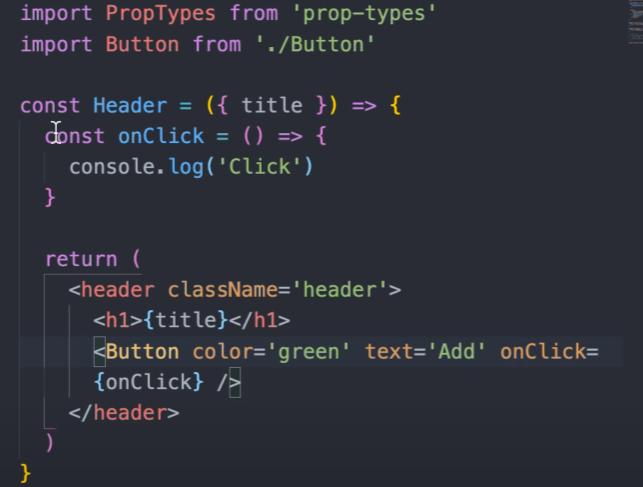 import PropTypes from 'prop-types'
import Button from './Button'
const Header = ({ title }) => {
const onClick = () => {
console.log('Click')
}
return (
<header className='header'>
<h1>{title}</h1>
<Button color='green' text='Add' onClick=
{onClick} />
</header>
)
}